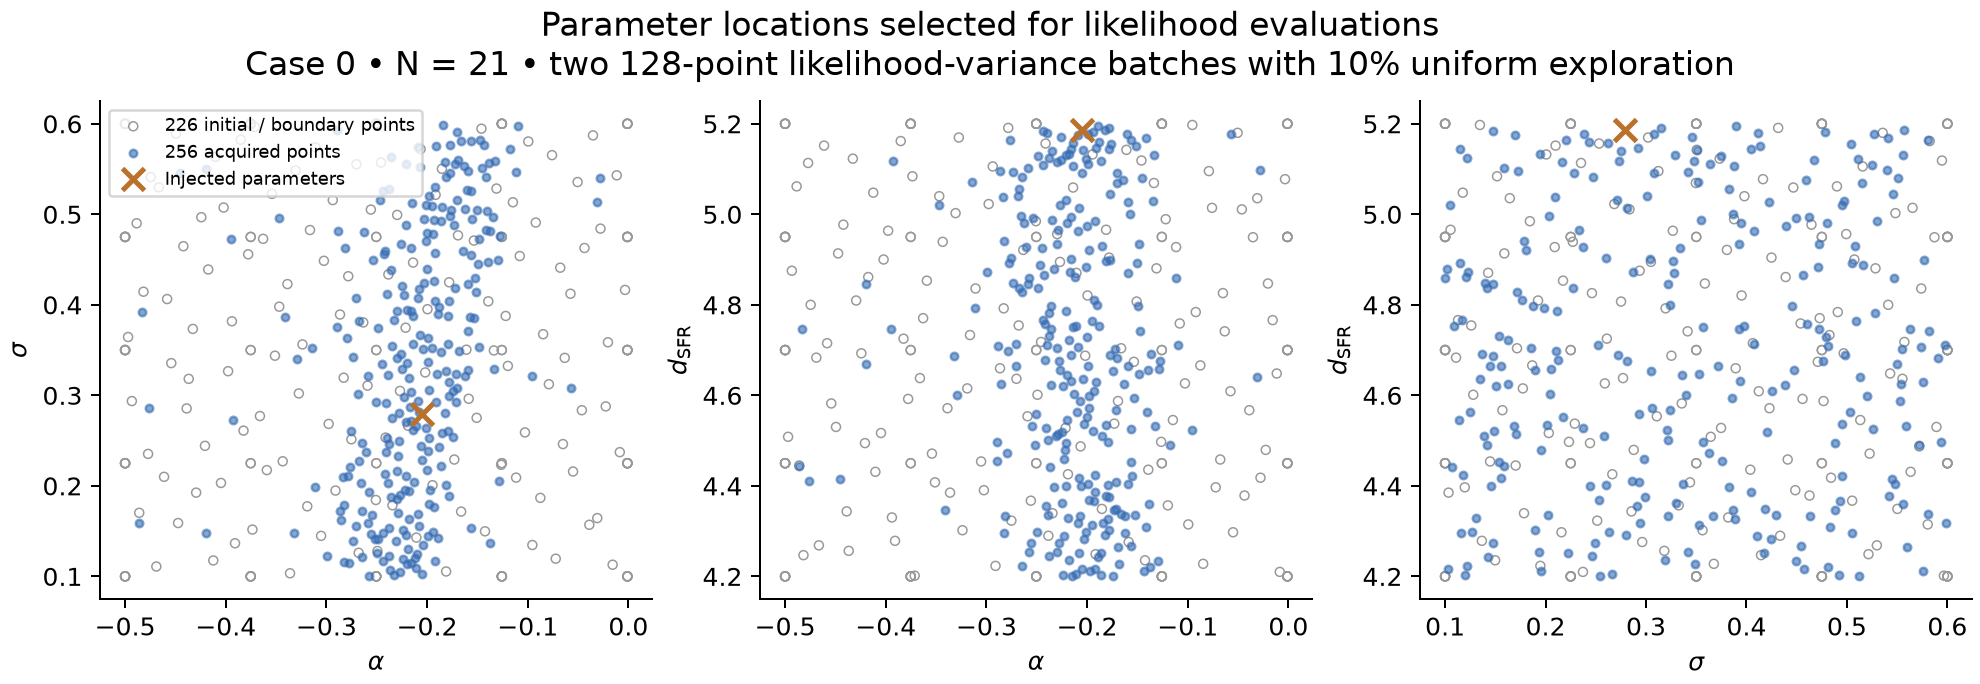 Parameter locations selected for likelihood evaluations
Case 0 • N = 21 • two 128-point likelihood-variance batches with 10% uniform exploration
226 initial / boundary points
256 acquired points
Injected parameters
0.6
0.5
0.4
0.3
0.2
0.1
σ
−0.5 −0.4 −0.3 −0.2 −0.1 0.0
α
5.2
5.0
4.8
4.6
4.4
4.2
d_SFR
−0.5 −0.4 −0.3 −0.2 −0.1 0.0
α
5.2
5.0
4.8
4.6
4.4
4.2
d_SFR
0.1 0.2 0.3 0.4 0.5 0.6
σ